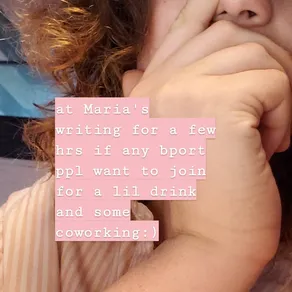 at Maria's
writing for a few
hrs if any bport
ppl want to join
for a lil drink
and some
coworking:)